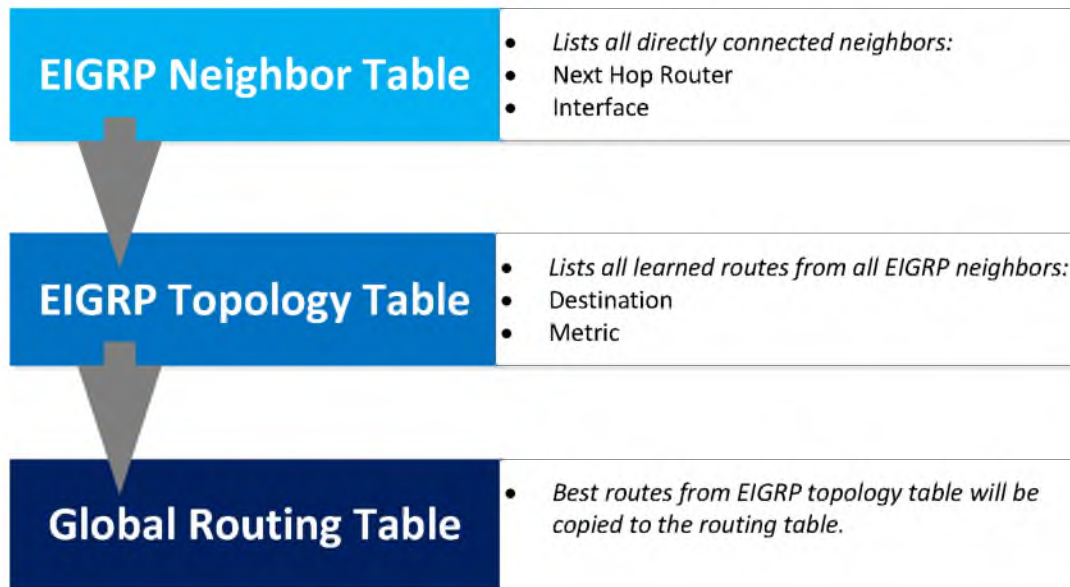 EIGRP Neighbor Table
• Lists all directly connected neighbors:
• Next Hop Router
• Interface
EIGRP Topology Table
• Lists all learned routes from all EIGRP neighbors:
• Destination
• Metric
Global Routing Table
• Best routes from EIGRP topology table will be
copied to the routing table.